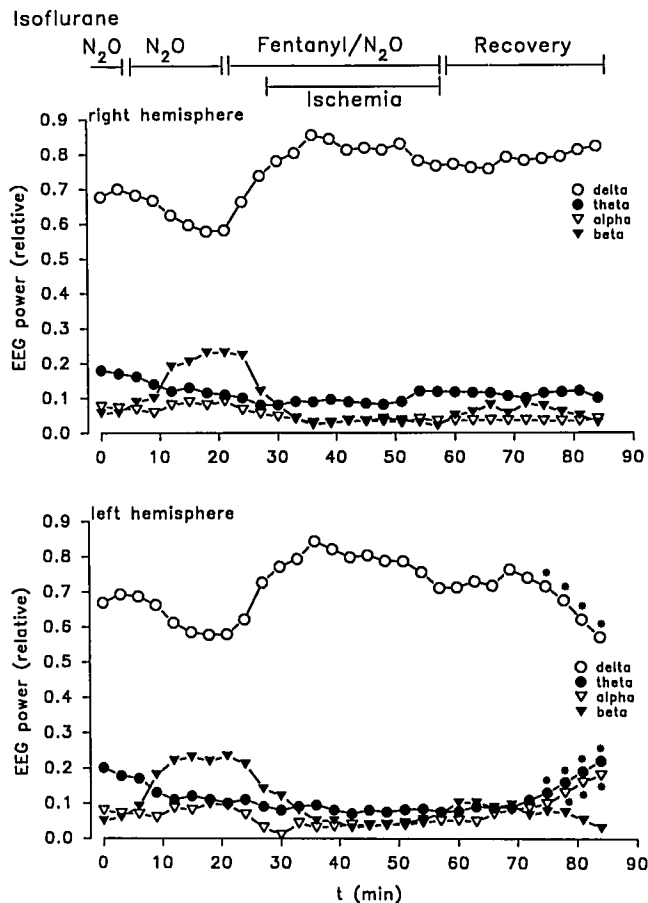 Isoflurane
N₂O N₂O Fentanyl/N₂O Recovery
Ischemia
right hemisphere
EEG power (relative)
0.9
0.8
0.7
0.6
0.5
0.4
0.3
0.2
0.1
0.0
delta
theta
alpha
beta
0 10 20 30 40 50 60 70 80 90
left hemisphere
EEG power (relative)
0.9
0.8
0.7
0.6
0.5
0.4
0.3
0.2
0.1
0.0
delta
theta
alpha
beta
0 10 20 30 40 50 60 70 80 90
t (min)